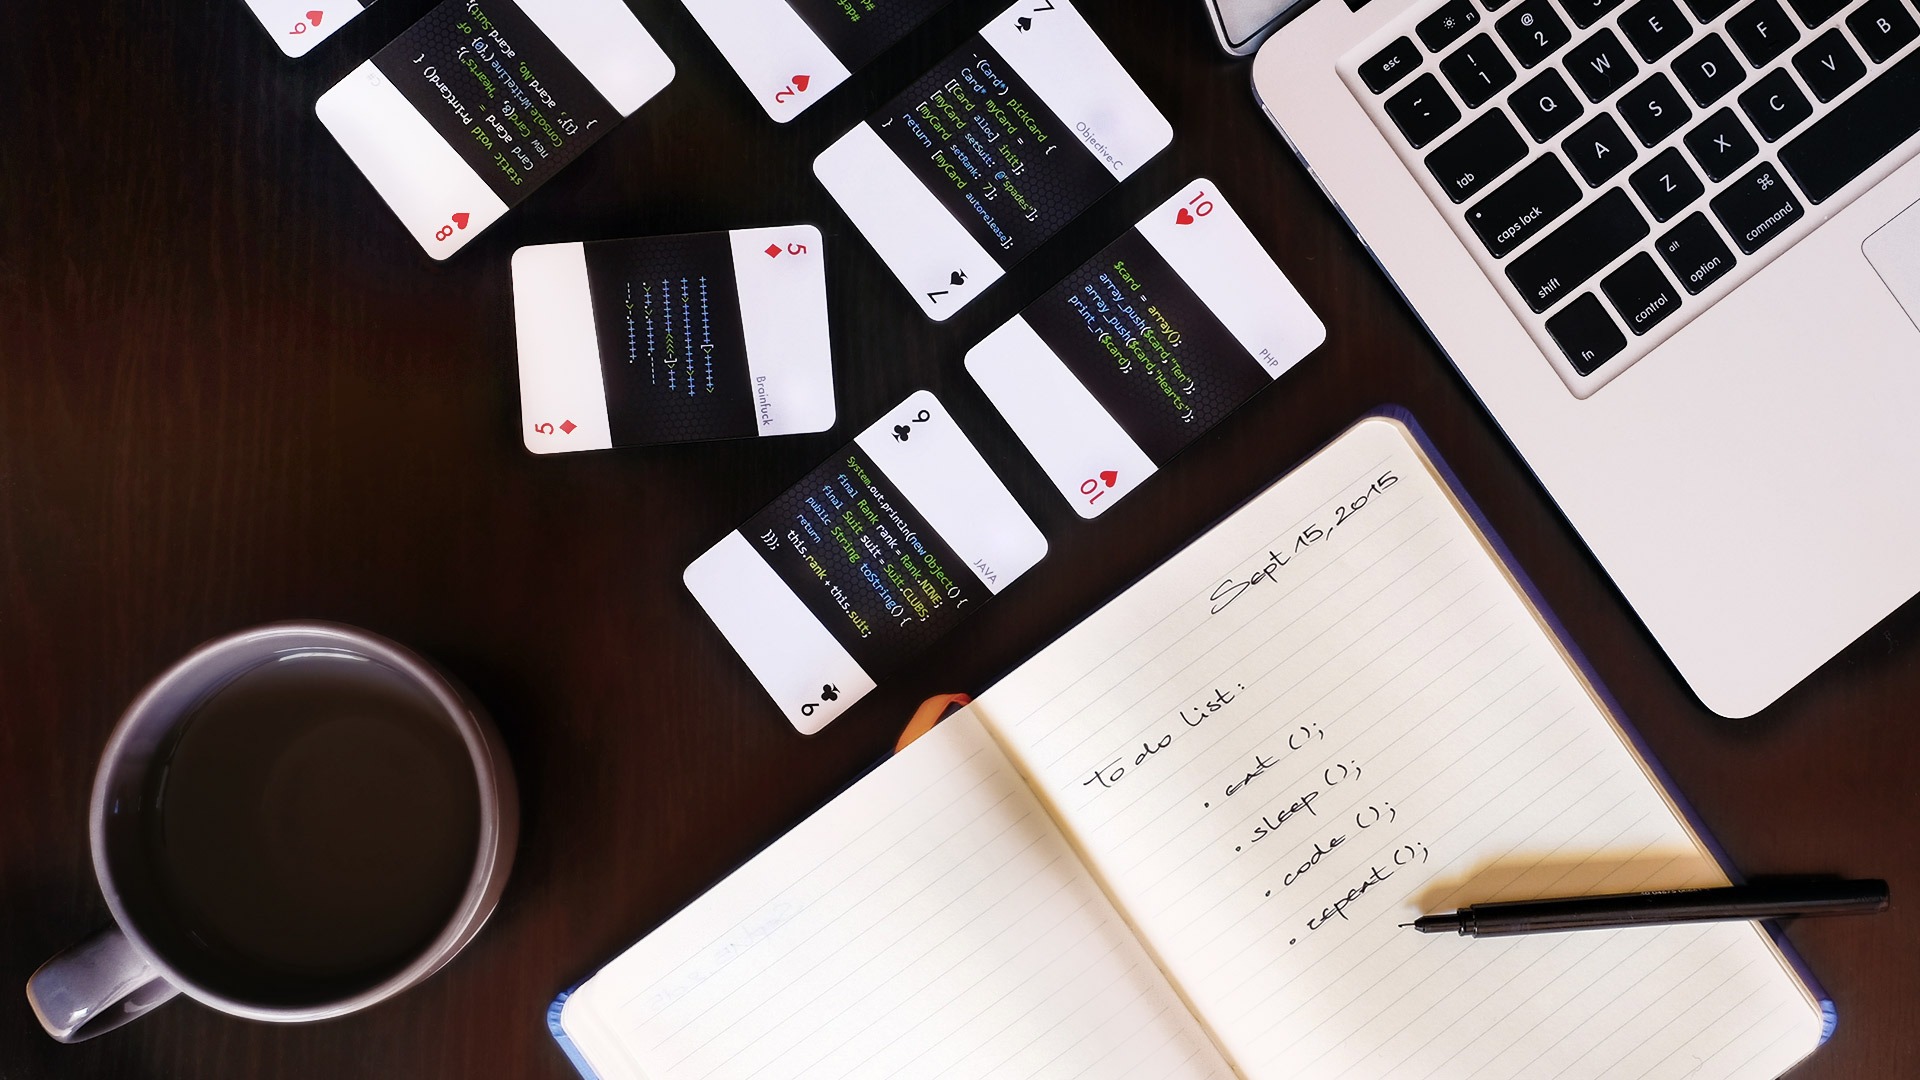 9
8
static void PrintCard() {
Card aCard =
new Card(8, "Hearts");
Console.WriteLine("{0} of
{1}",
aCard.No, aCard.Suit);
}
C#
8
2
7
Objective-C
- (Card*) pickCard {
Card* myCard =
[[Card alloc] init];
[myCard setSuit: @"spades"];
[myCard setRank: 7];
return [myCard autorelease];
}
7
5
Brainfuck
5
10
PHP
$card = array();
array_push($card,"Ten");
array_push($card,"Hearts");
print_r($card);
10
9
JAVA
System.out.println(new Object() {
final Rank rank = Rank.NINE;
final Suit suit = Suit.CLUBS;
public String toString() {
return
this.rank + this.suit;
}});
9
esc
F1
~ ` ! 1 @ 2
tab Q W E
caps lock A S D F
shift Z X C V B
fn control alt option ⌘ command
Sept 15, 2015
To do list:
. eat ();
. sleep ();
. code ();
. repeat ();